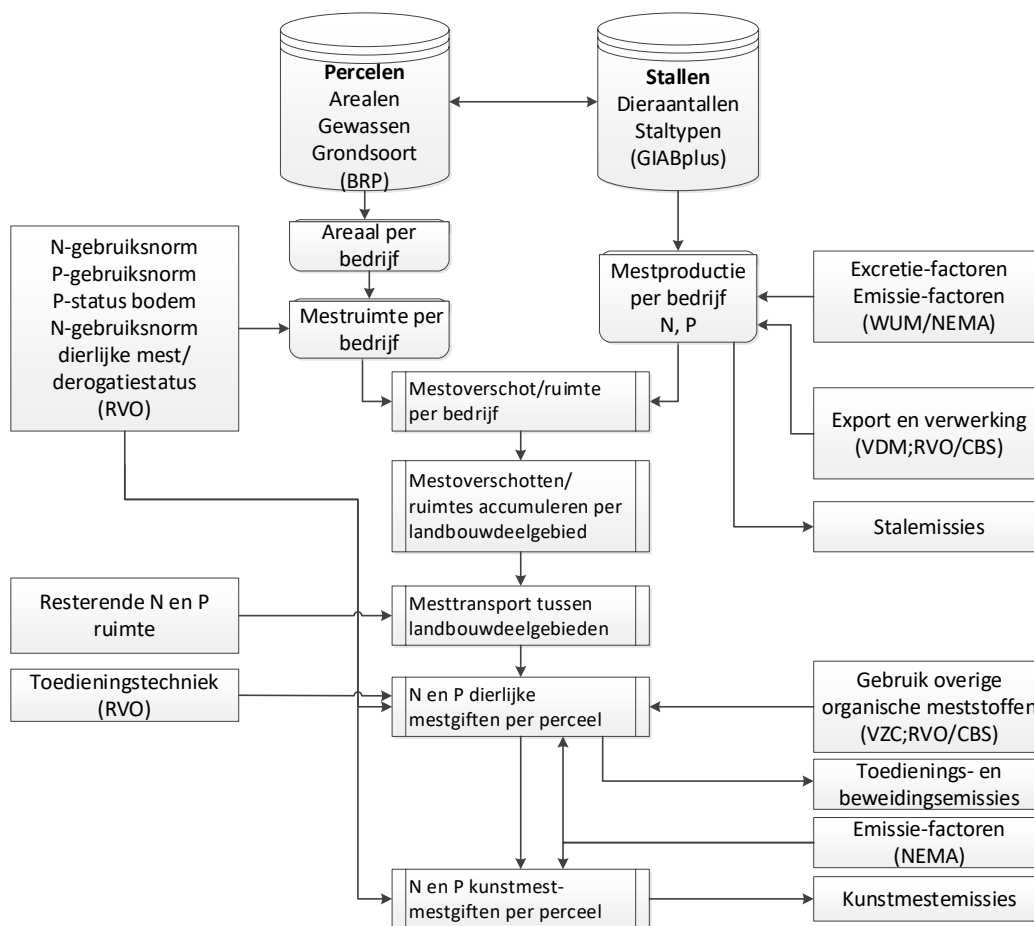 Percelen
Arealen
Gewassen
Grondsoort
(BRP)
Stallen
Dieraantallen
Staltypen
(GIABplus)
N-gebruiksnorm
P-gebruiksnorm
P-status bodem
N-gebruiksnorm
dierlijke mest/
derogatiestatus
(RVO)
Areaal per
bedrijf
Mestruimte per
bedrijf
Mestproductie
per bedrijf
N, P
Excretie-factoren
Emissie-factoren
(WUM/NEMA)
Mestoverschot/ruimte
per bedrijf
Export en verwerking
(VDM;RVO/CBS)
Mestoverschotten/
ruimtes accumuleren per
landbouwdeelgebied
Stalemissies
Resterende N en P
ruimte
Mesttransport tussen
landbouwdeelgebieden
Toedieningstechniek
(RVO)
N en P dierlijke
mestgiften per perceel
Gebruik overige
organische meststoffen
(VZC;RVO/CBS)
Toedienings- en
beweidingsemissies
Emissie-factoren
(NEMA)
N en P kunstmest-
mestgiften per perceel
Kunstmestemissies